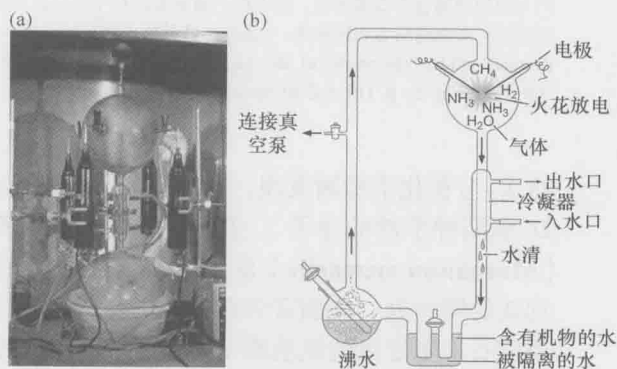 (a)
(b)
电极
CH4
H2
NH3
NH3
火花放电
H2O
连接真
空泵
气体
出水口
冷凝器
入水口
水清
沸水
含有机物的水
被隔离的水